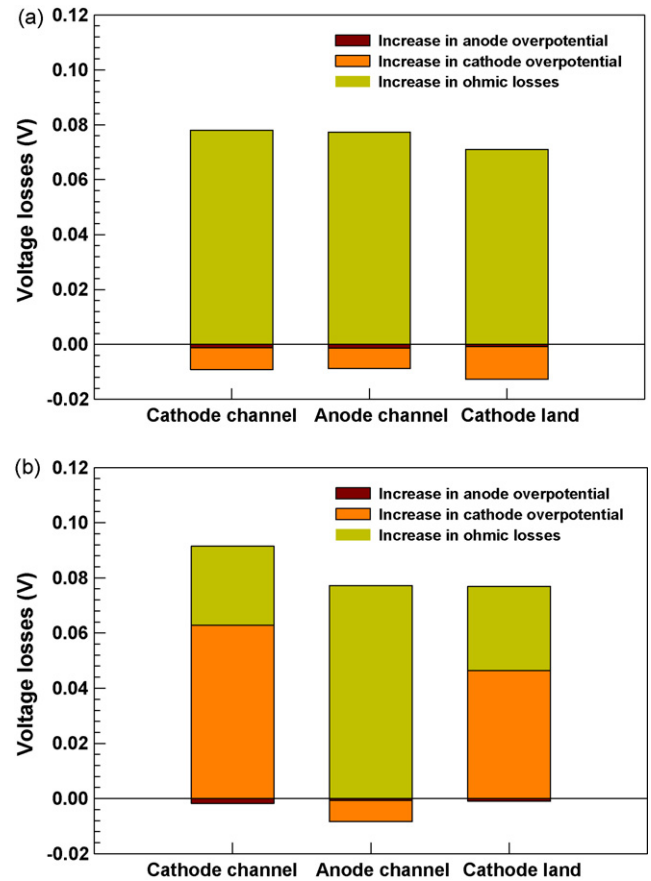 (a)
0.12
0.10
0.08
0.06
0.04
0.02
0.00
-0.02
Voltage losses (V)
Increase in anode overpotential
Increase in cathode overpotential
Increase in ohmic losses
Cathode channel Anode channel Cathode land
(b)
0.12
0.10
0.08
0.06
0.04
0.02
0.00
-0.02
Voltage losses (V)
Increase in anode overpotential
Increase in cathode overpotential
Increase in ohmic losses
Cathode channel Anode channel Cathode land